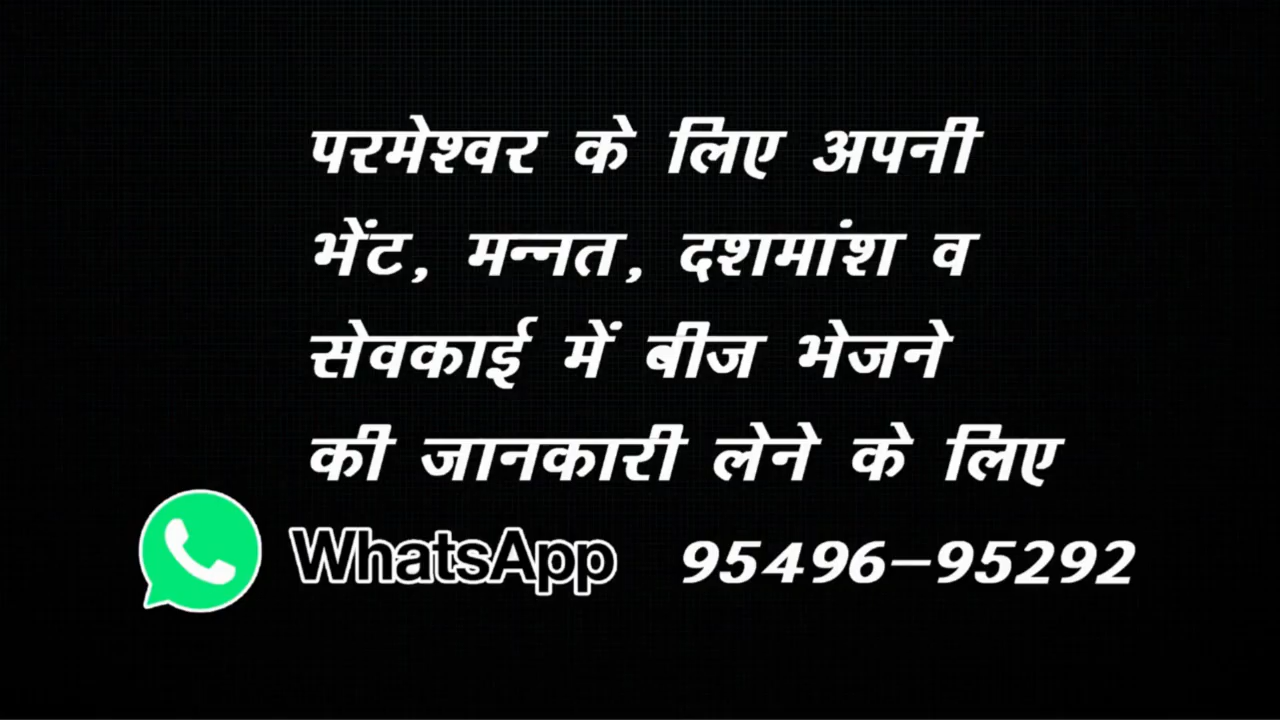 परमेश्वर के लिए अपनी
भेंट, मन्नत, दशमांश व
सेवकाई में बीज भेजने
की जानकारी लेने के लिए
WhatsApp 95496-95292